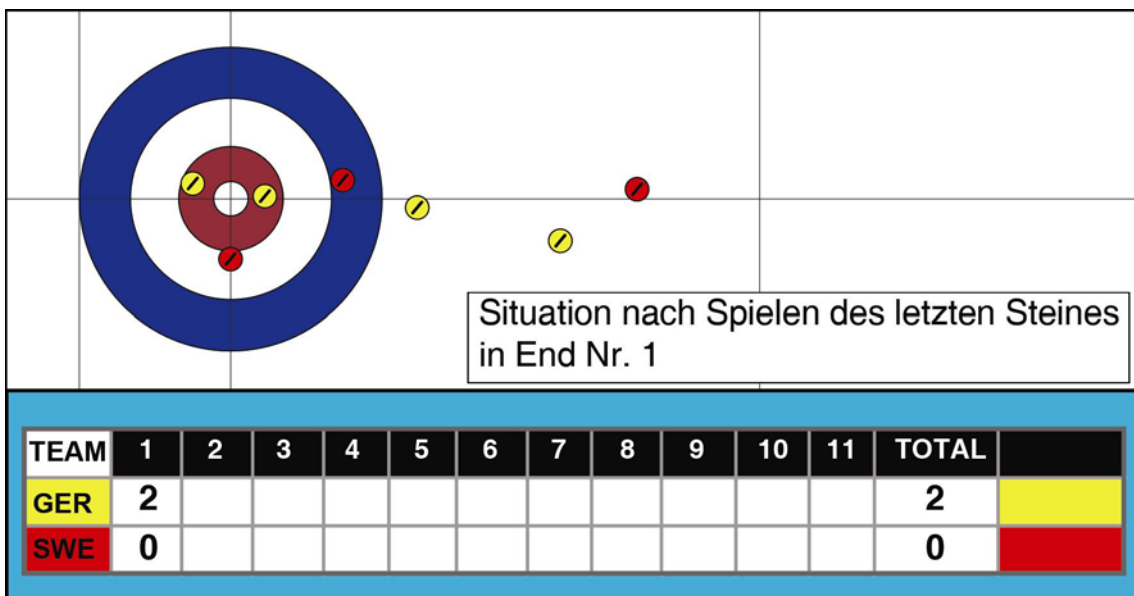 Situation nach Spielen des letzten Steines
in End Nr. 1
TEAM 1 2 3 4 5 6 7 8 9 10 11 TOTAL
GER 2 2
SWE 0 0